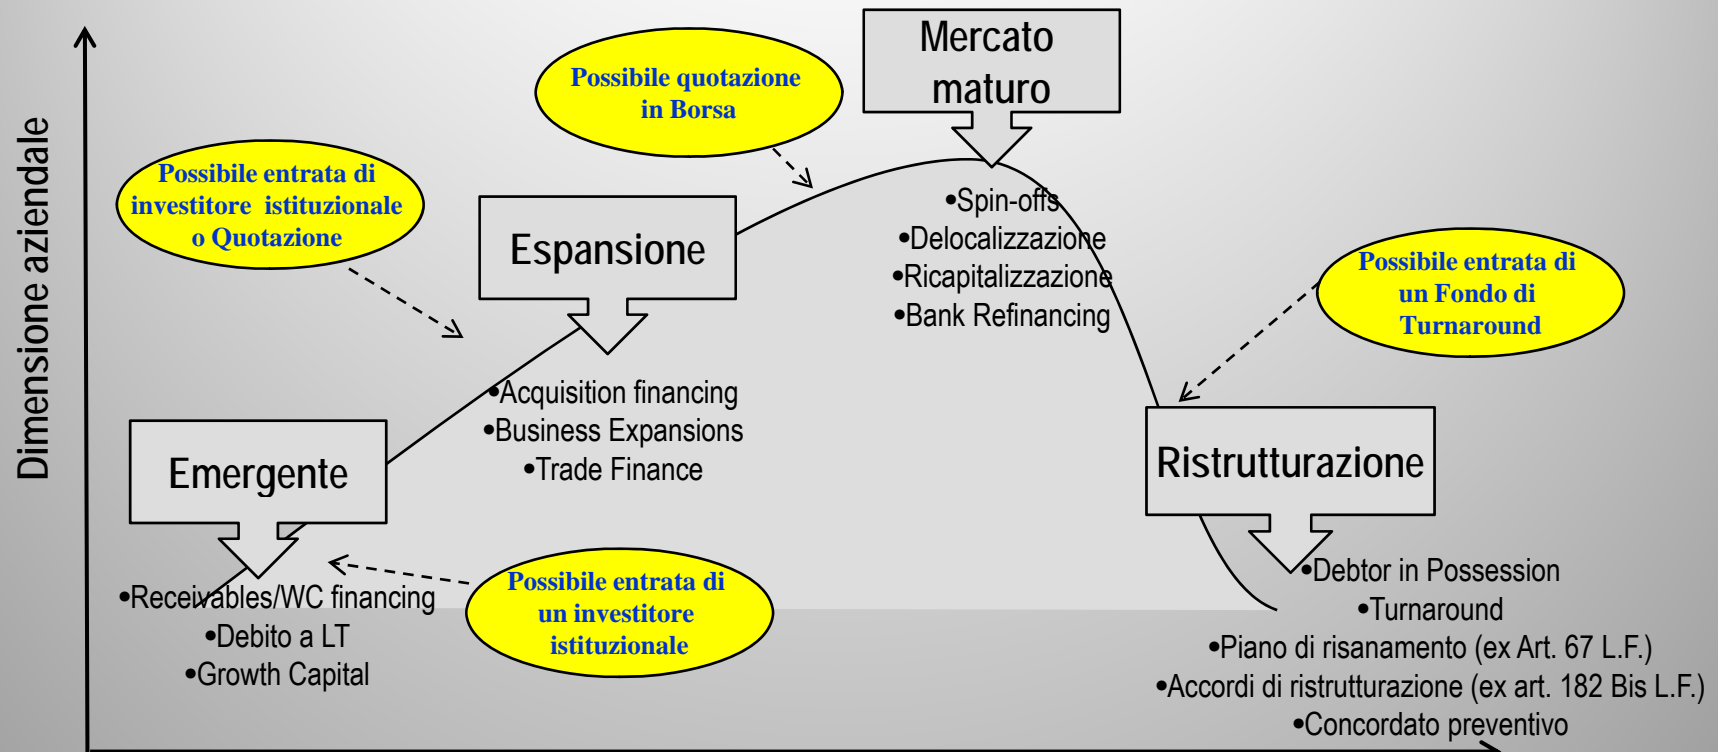 Mercato
maturo
Possibile quotazione
in Borsa
Dimensione aziendale
Possibile entrata di
investitore istituzionale
o Quotazione
Espansione
•Spin-offs
•Delocalizzazione
•Ricapitalizzazione
•Bank Refinancing
Possibile entrata di
un Fondo di
Turnaround
•Acquisition financing
•Business Expansions
•Trade Finance
Emergente
Ristrutturazione
•Receivables/WC financing
•Debito a LT
•Growth Capital
Possibile entrata di
un investitore
istituzionale
•Debtor in Possession
•Turnaround
•Piano di risanamento (ex Art. 67 L.F.)
•Accordi di ristrutturazione (ex art. 182 Bis L.F.)
•Concordato preventivo